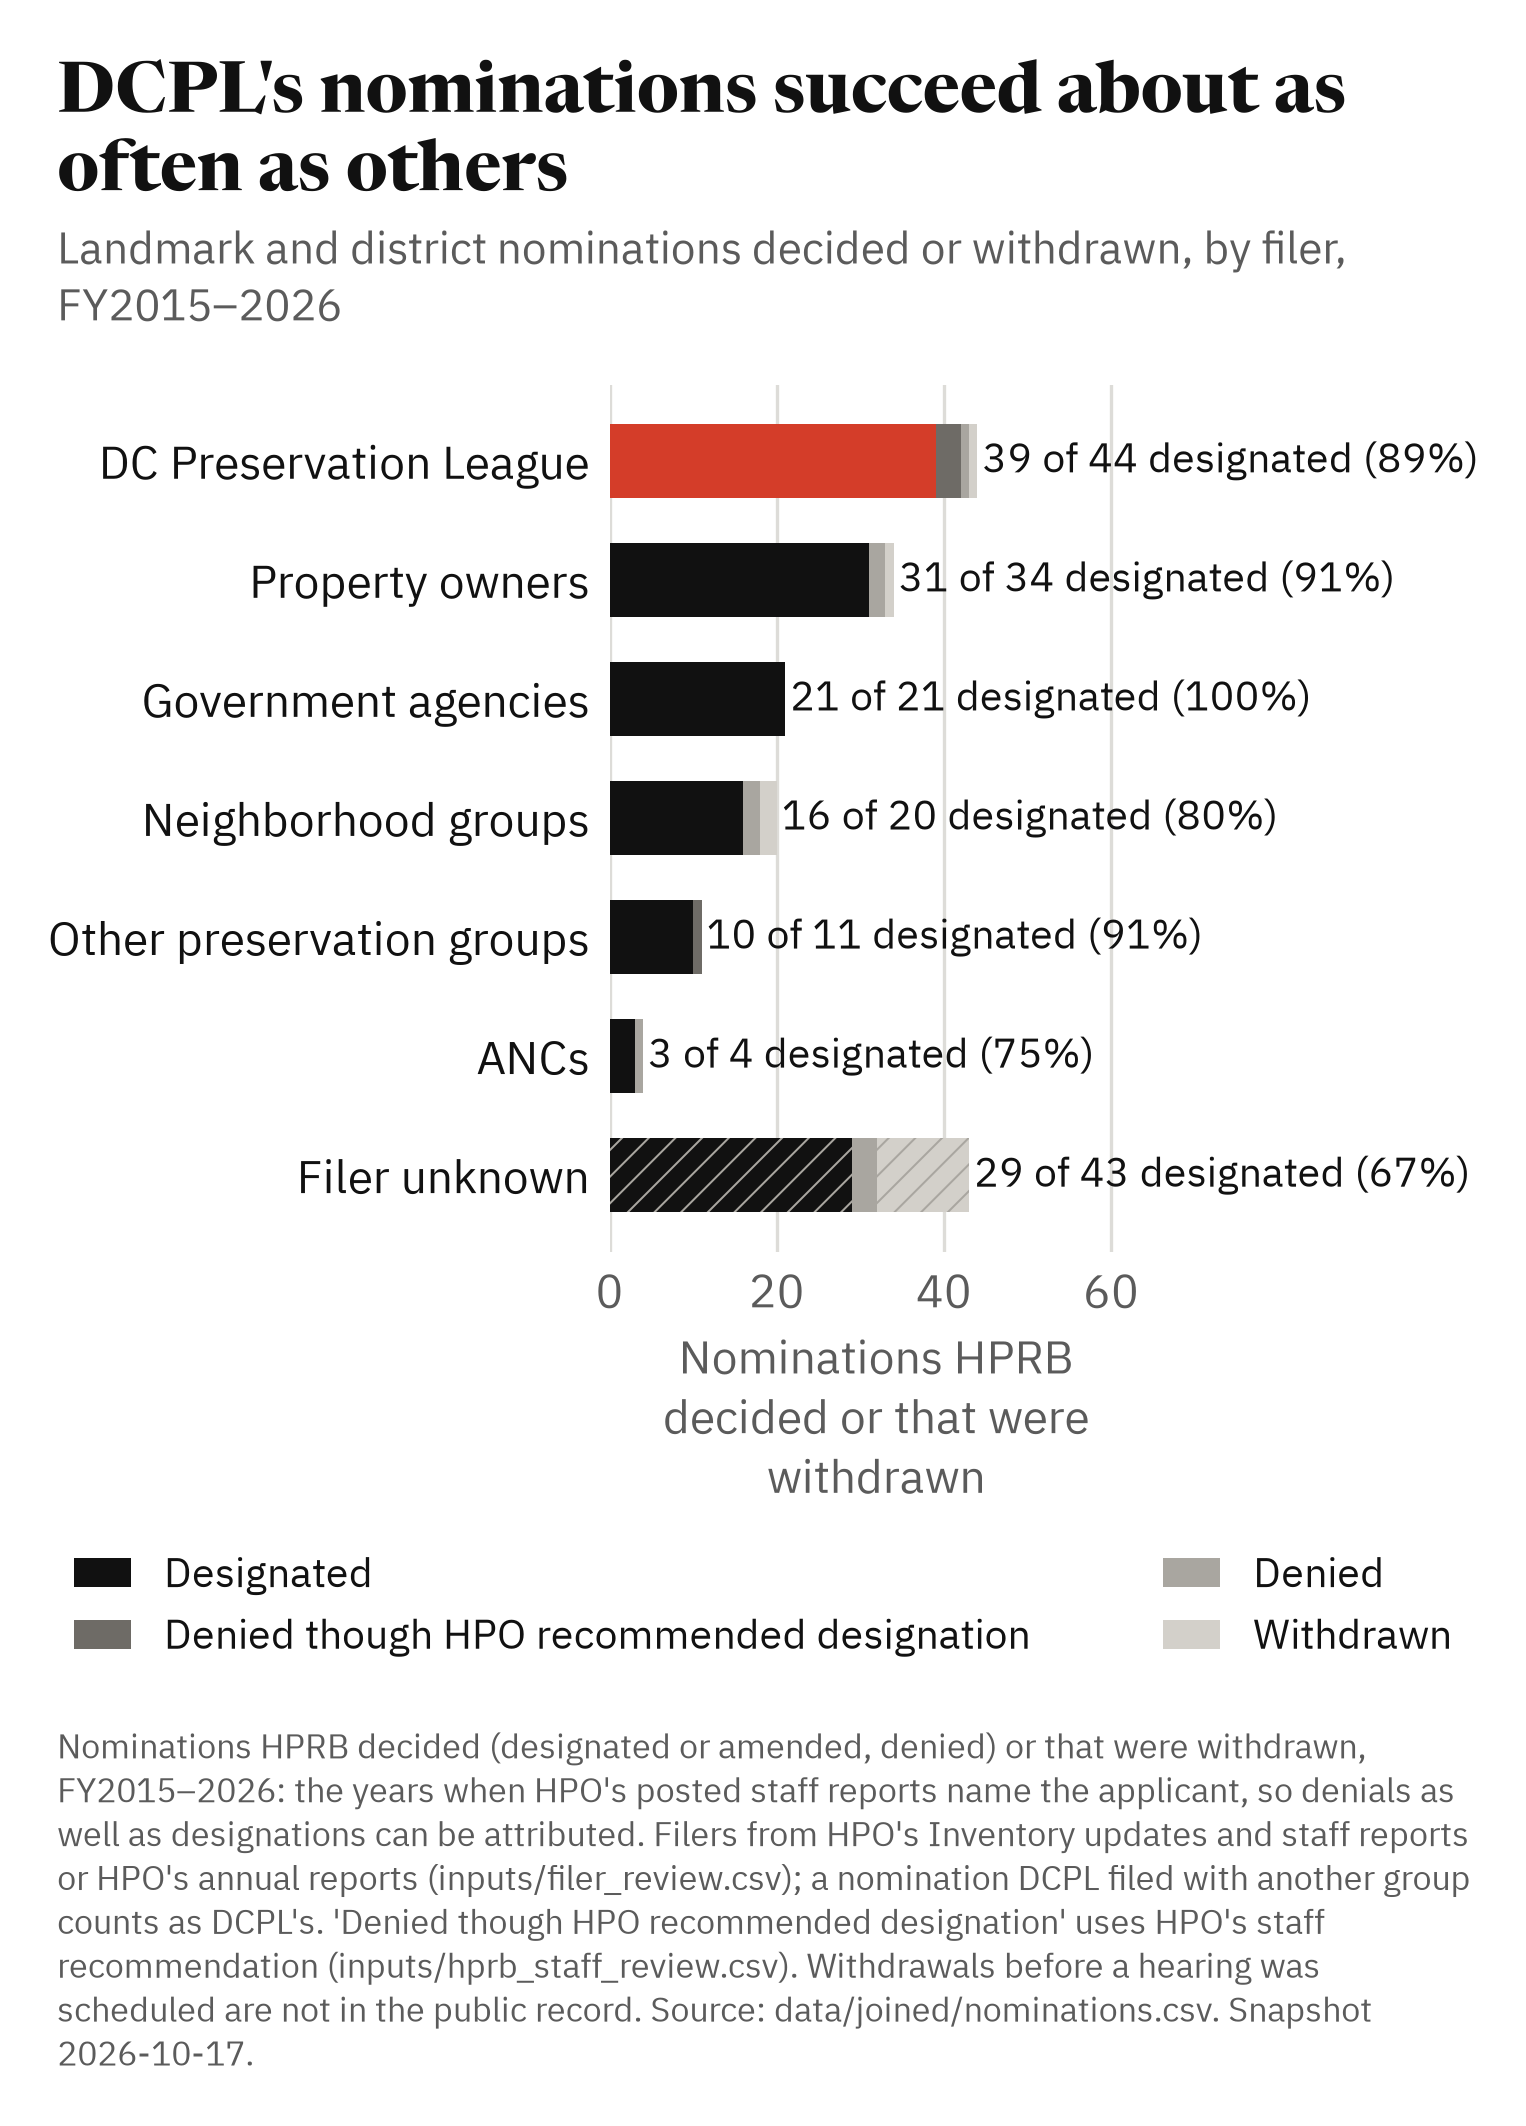 DCPL's nominations succeed about as
often as others
Landmark and district nominations decided or withdrawn, by filer,
FY2015–2026
DC Preservation League
39 of 44 designated (89%)
Property owners
31 of 34 designated (91%)
Government agencies
21 of 21 designated (100%)
Neighborhood groups
16 of 20 designated (80%)
Other preservation groups
10 of 11 designated (91%)
ANCs
3 of 4 designated (75%)
Filer unknown
29 of 43 designated (67%)
0 20 40 60
Nominations HPRB
decided or that were
withdrawn
Designated
Denied
Denied though HPO recommended designation
Withdrawn
Nominations HPRB decided (designated or amended, denied) or that were withdrawn,
FY2015–2026: the years when HPO's posted staff reports name the applicant, so denials as
well as designations can be attributed. Filers from HPO's Inventory updates and staff reports
or HPO's annual reports (inputs/filer_review.csv); a nomination DCPL filed with another group
counts as DCPL's. 'Denied though HPO recommended designation' uses HPO's staff
recommendation (inputs/hprb_staff_review.csv). Withdrawals before a hearing was
scheduled are not in the public record. Source: data/joined/nominations.csv. Snapshot
2026-10-17.